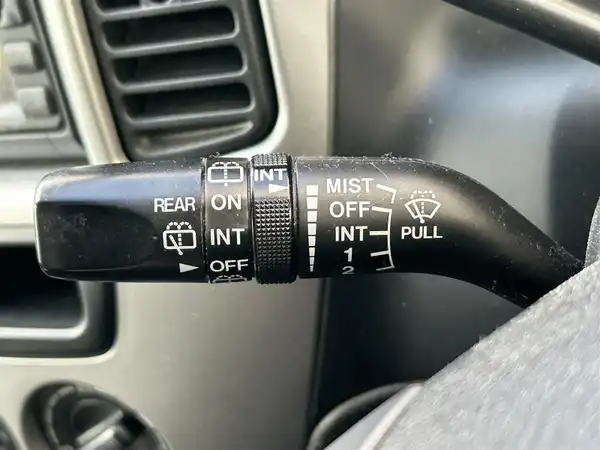 REAR
ON
INT
OFF
INT
MIST
OFF
INT
1
2
PULL